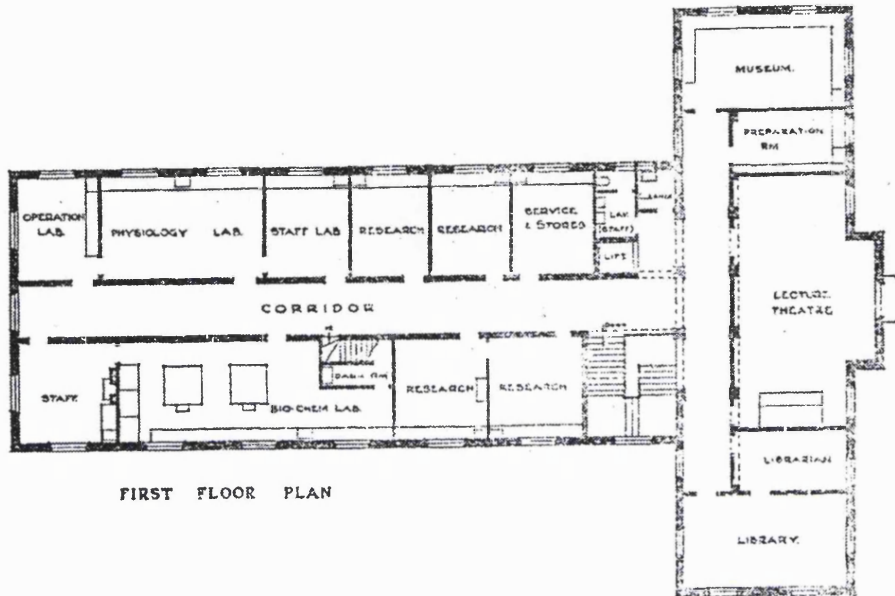 MUSEUM.
PREPARATION
RM
OPERATION
LAB.
PHYSIOLOGY LAB.
STAFF LAB
RESEARCH
RESEARCH
SERVICE
& STORES
LAV.
(STAFF)
LIFT
CORRIDOR
LECTURE
THEATRE
DOWN
DARK RM
STAFF.
BIO-CHEM LAB.
RESEARCH
RESEARCH
LIBRARIAN
LIBRARY.
FIRST FLOOR PLAN